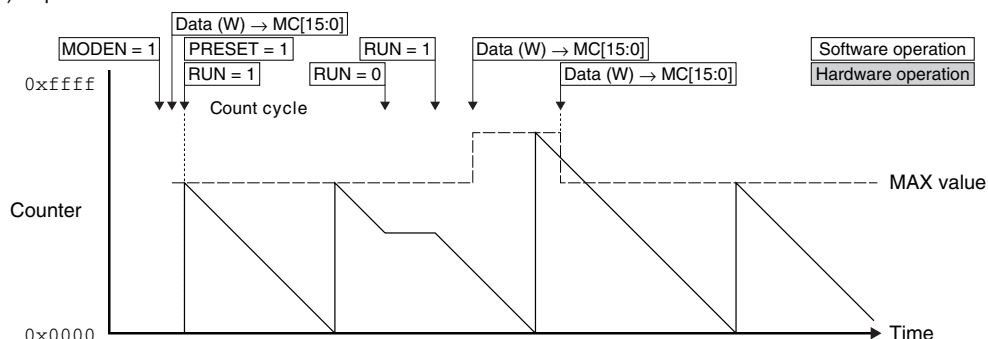 Data (W) → MC[15:0]
MODEN = 1
PRESET = 1
RUN = 1
Data (W) → MC[15:0]
Software operation
0xffff
RUN = 1
RUN = 0
Data (W) → MC[15:0]
Hardware operation
Count cycle
MAX value
Counter
0x0000
Time